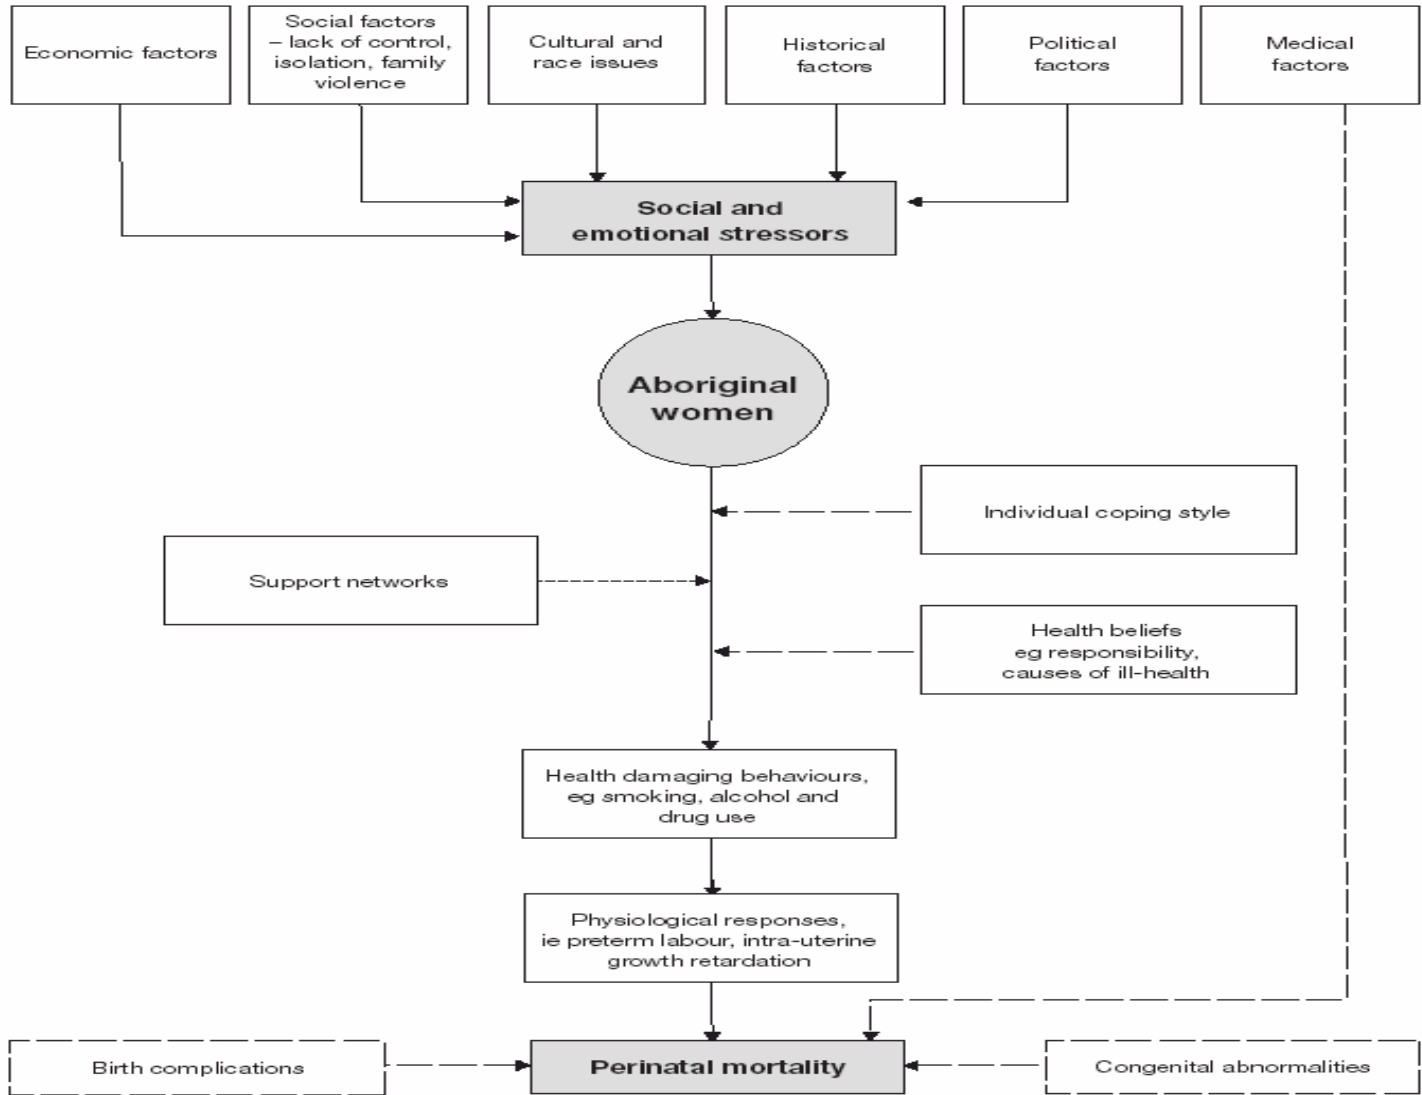 Economic factors
Social factors
– lack of control,
isolation, family
violence
Cultural and
race issues
Historical
factors
Political
factors
Medical
factors
Social and
emotional stressors
Aboriginal
women
Individual coping style
Support networks
Health beliefs
eg responsibility,
causes of ill-health
Health damaging behaviours,
eg smoking, alcohol and
drug use
Physiological responses,
ie preterm labour, intra-uterine
growth retardation
Birth complications
Perinatal mortality
Congenital abnormalities